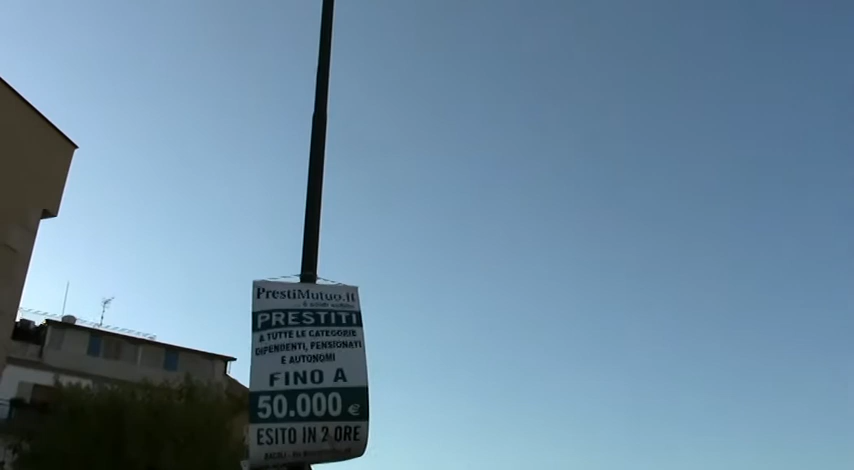 PrestiMutuo.it
PRESTITI
A TUTTE LE CATEGORIE
DIPENDENTI, PENSIONATI
E AUTONOMI
FINO A
50.000 €
ESITO IN 2 ORE